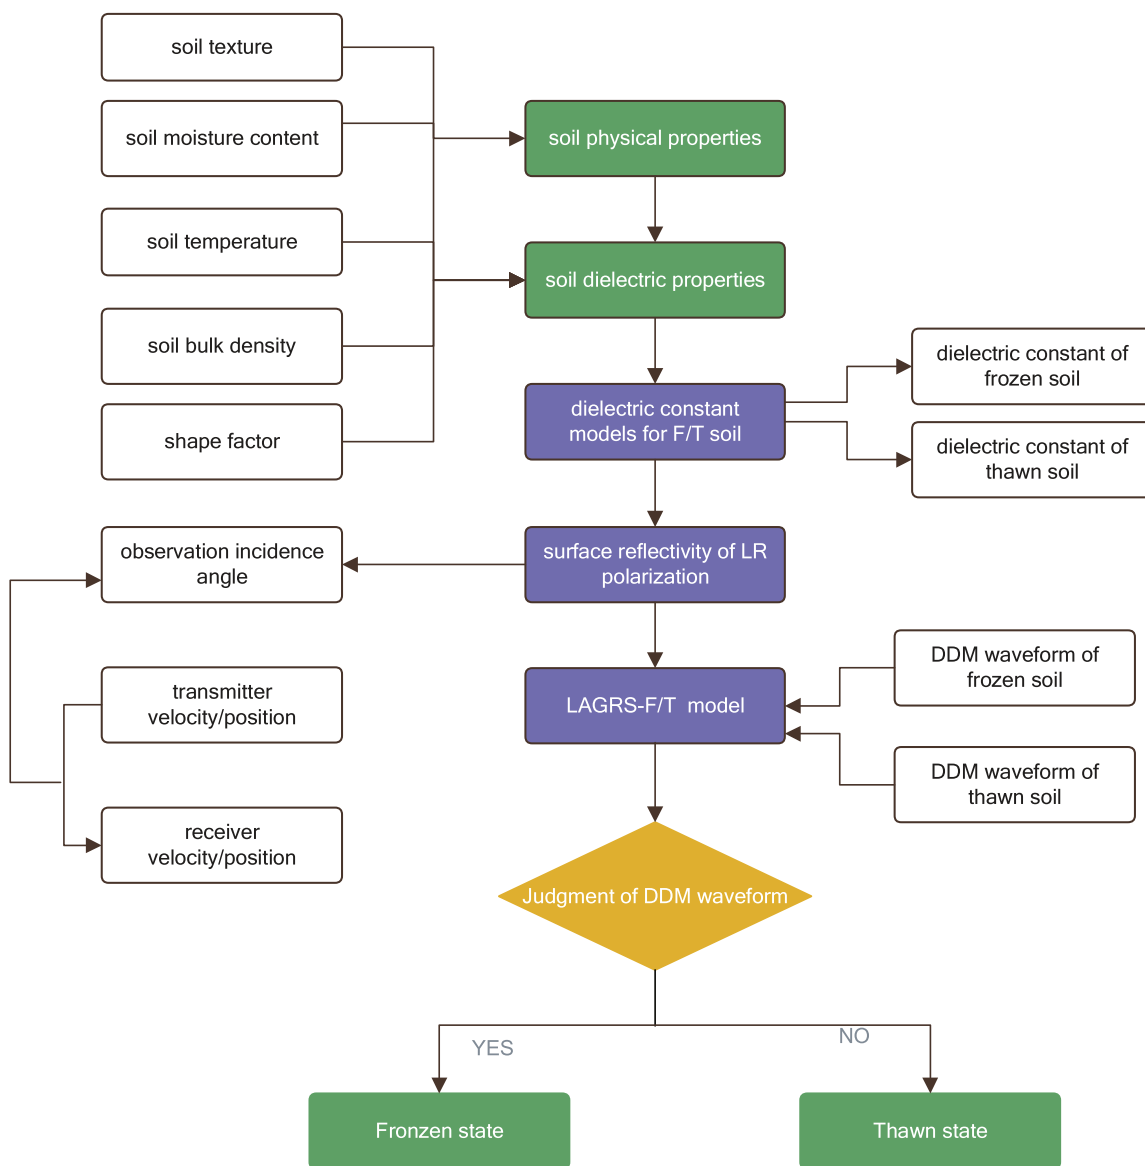 soil texture
soil moisture content
soil physical properties
soil temperature
soil dielectric properties
soil bulk density
shape factor
dielectric constant
models for F/T soil
dielectric constant of
frozen soil
dielectric constant of
thawn soil
observation incidence
angle
surface reflectivity of LR
polarization
transmitter
velocity/position
LAGRS-F/T  model
DDM waveform of
frozen soil
DDM waveform of
thawn soil
receiver
velocity/position
Judgment of DDM waveform
YES
NO
Fronzen state
Thawn state